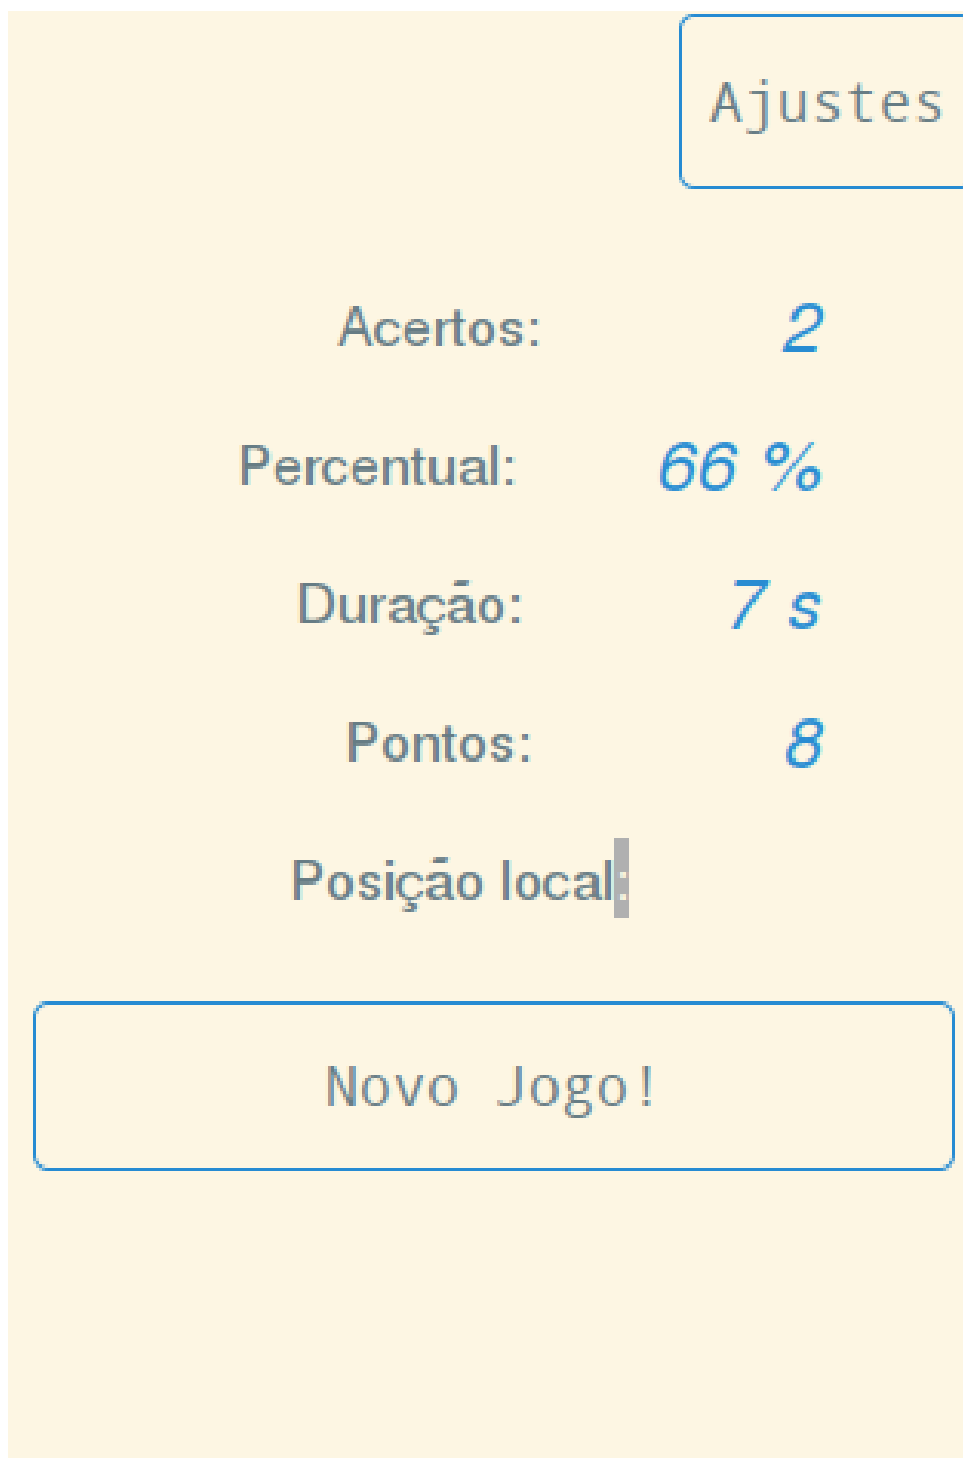 Ajustes
Acertos: 2
Percentual: 66 %
Duração: 7 s
Pontos: 8
Posição local:
Novo Jogo!